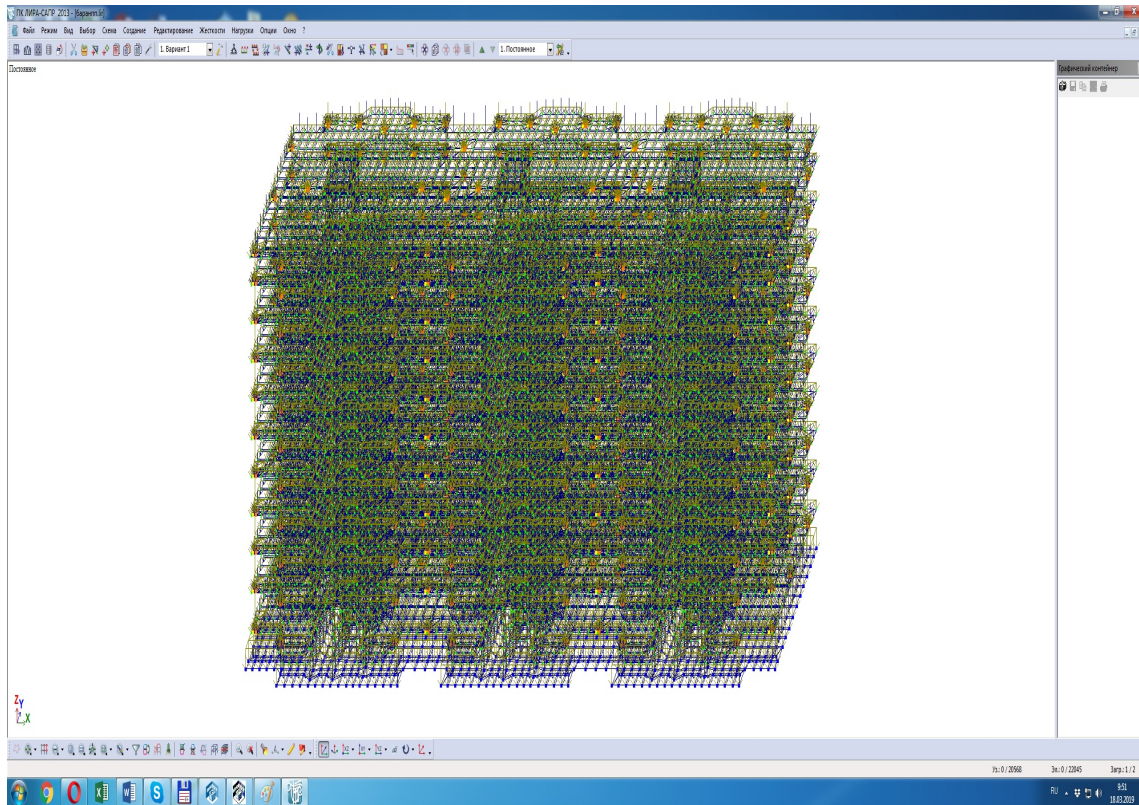 ПК ЛИРА-САПР 2013 - [барантп.lir]
Файл Режим Вид Выбор Схема Создание Редактирование Жесткости Нагрузки Опции Окно ?
1. Вариант 1
1. Постоянное
Постоянное
Графический контейнер
Z
Y
X
Уз.: 0 / 20568 Эл.: 0 / 22045 Загр.: 1 / 2
RU
9:51
18.03.2019